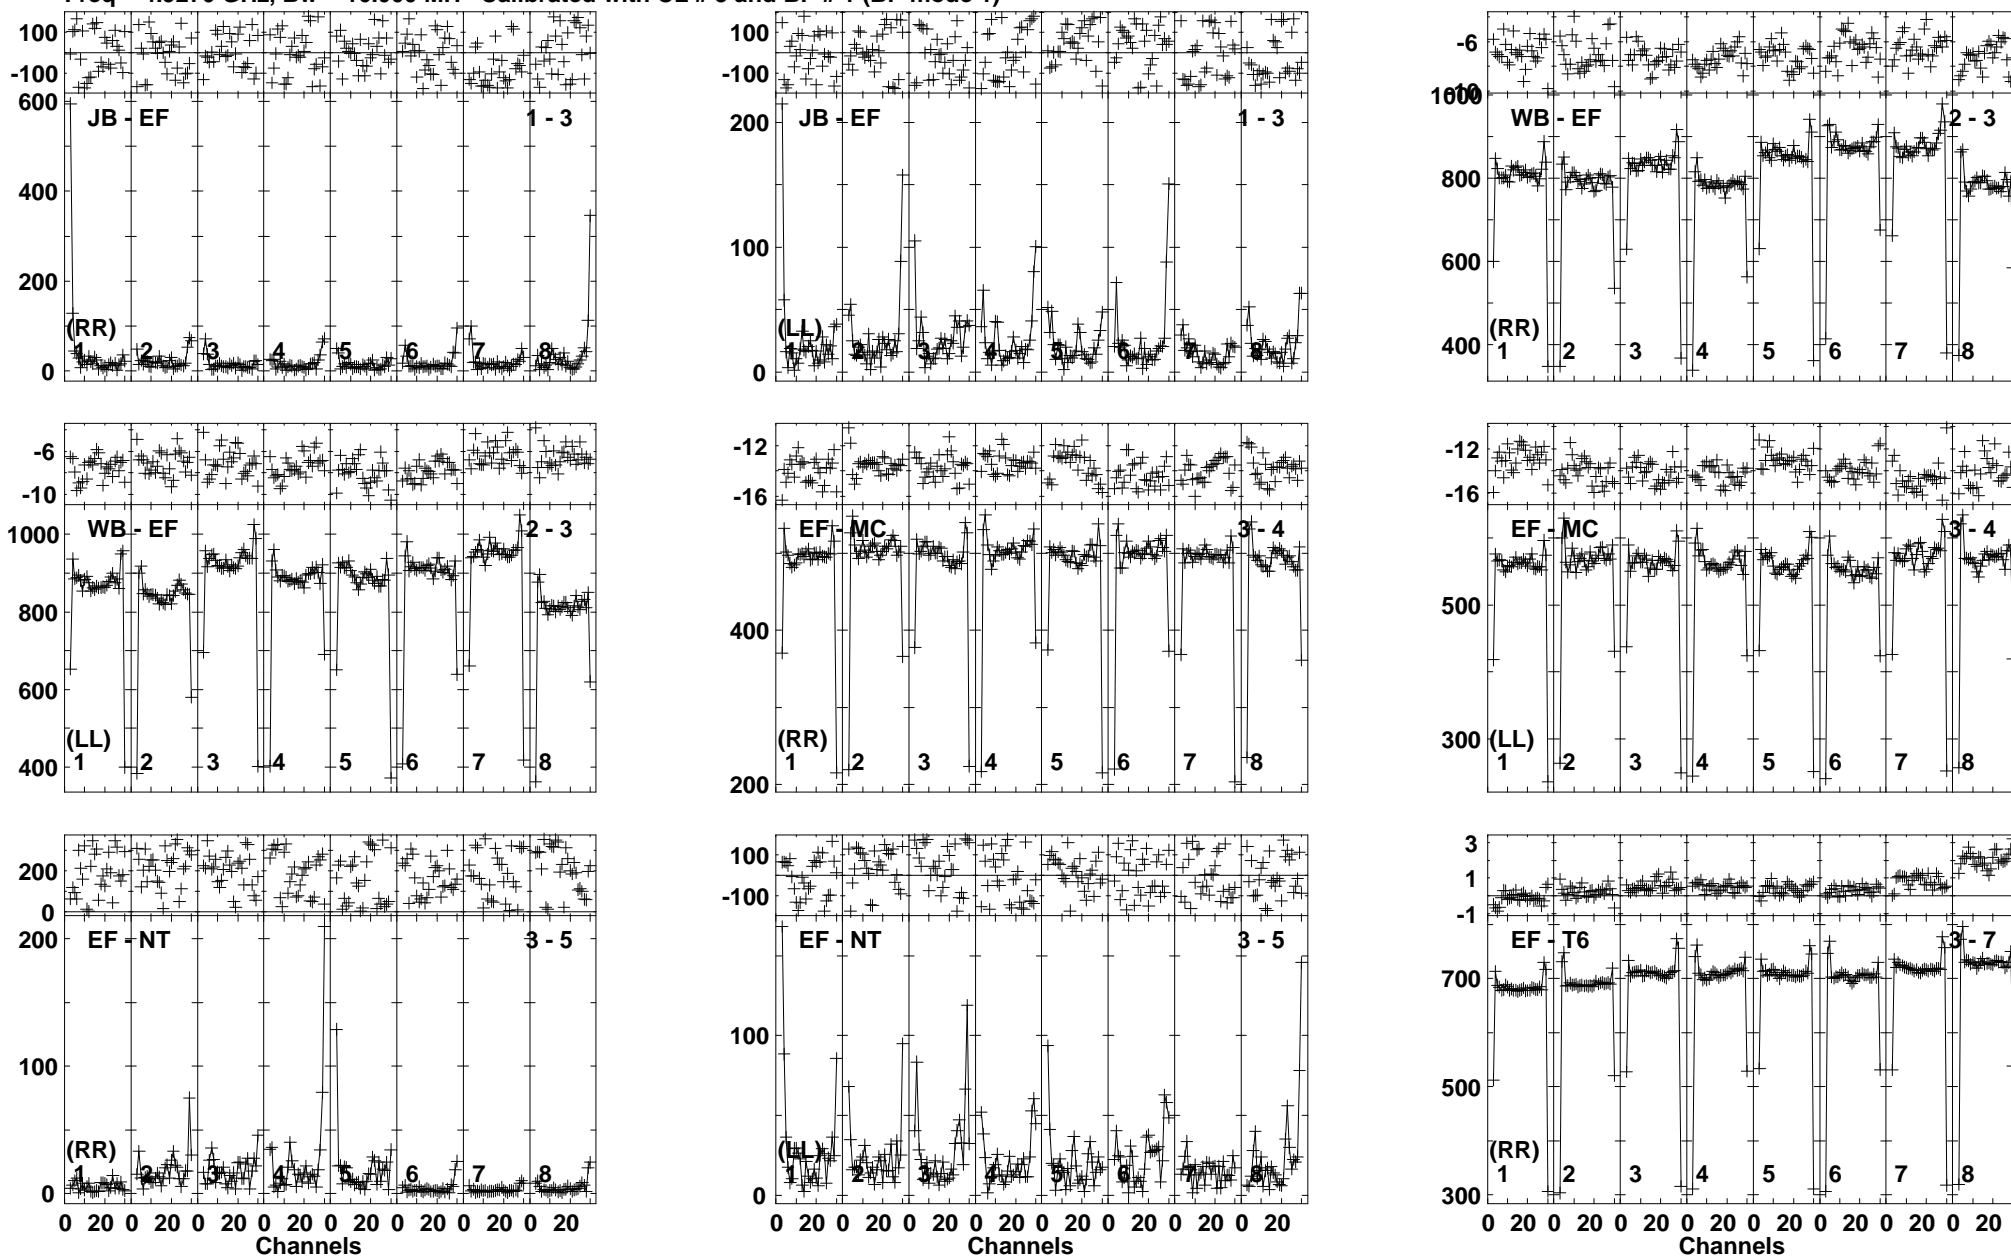 100 100 -6
-100 -100 -10
600 JB - EF 1 - 3 200 JB - EF 1 - 3 1000 WB - EF 2 - 3
400 800
200 100 600
(RR) (LL) (RR)
0 1 2 3 4 5 6 7 8 0 1 2 3 4 5 6 7 8 400 1 2 3 4 5 6 7 8
-6 -12 -12
-10 -16 -16
1000 WB - EF 2 - 3 EF - MC 3 - 4 EF - MC 3 - 4
800 400 500
600
(LL) (RR) 300 (LL)
400 1 2 3 4 5 6 7 8 200 1 2 3 4 5 6 7 8 1 2 3 4 5 6 7 8
200 100 3
0 -100 1
-1
200 EF - NT 3 - 5 EF - NT 3 - 5 EF - T6 3 - 7
100 100 700
500
(RR) (LL) (RR)
0 1 2 3 4 5 6 7 8 0 1 2 3 4 5 6 7 8 300 1 2 3 4 5 6 7 8
0 20 0 20 0 20 0 20 0 20 0 20 0 20 0 20 0 20 0 20 0 20 0 20 0 20 0 20 0 20 0 20 0 20 0 20 0 20 0 20 0 20 0 20 0 20 0 20
Channels Channels Channels